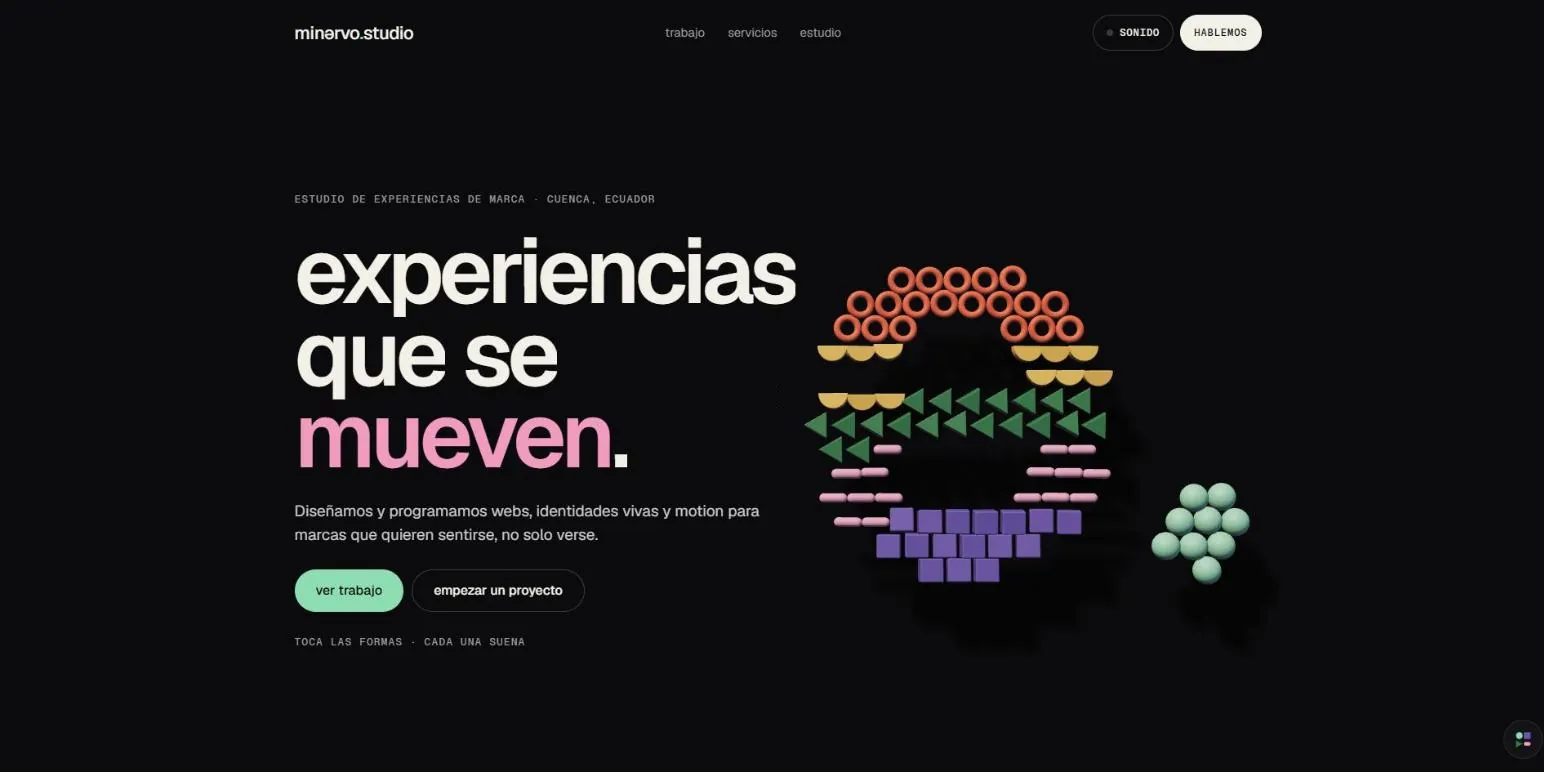 minərvo.studio
trabajo servicios estudio
SONIDO
HABLEMOS
ESTUDIO DE EXPERIENCIAS DE MARCA · CUENCA, ECUADOR
experiencias
que se
mueven.
Diseñamos y programamos webs, identidades vivas y motion para
marcas que quieren sentirse, no solo verse.
ver trabajo
empezar un proyecto
TOCA LAS FORMAS · CADA UNA SUENA